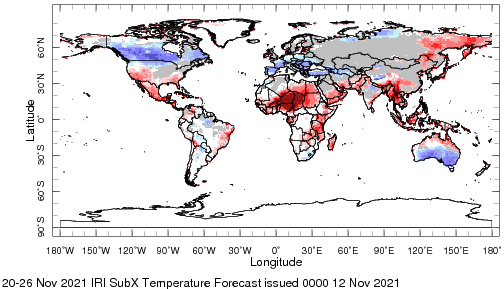 60°N
30°N
0°
30°S
60°S
90°S
Latitude
180°W 150°W 120°W 90°W 60°W 30°W 0° 30°E 60°E 90°E 120°E 150°E 180°E
Longitude
20-26 Nov 2021 IRI SubX Temperature Forecast issued 0000 12 Nov 2021